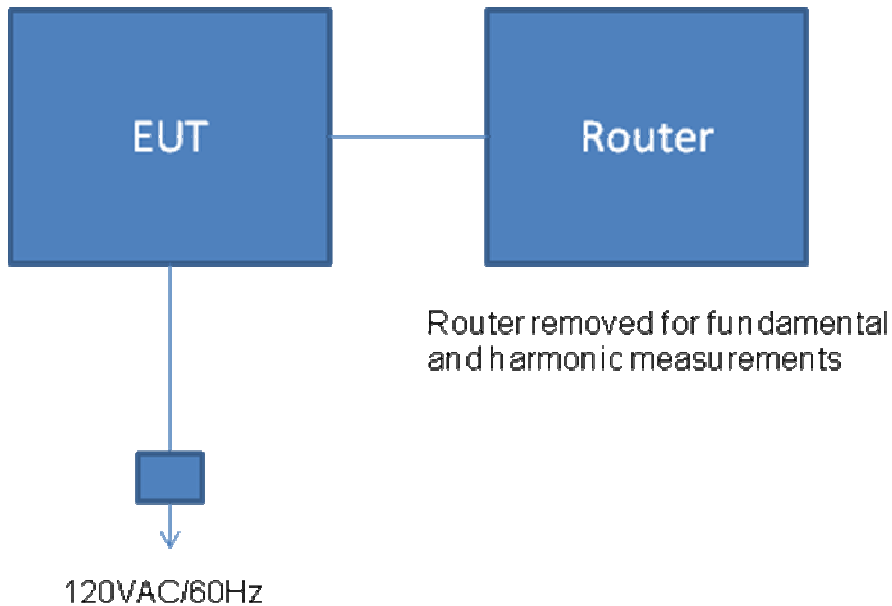 EUT
Router
Router removed for fundamental
and harmonic measurements
120VAC/60Hz